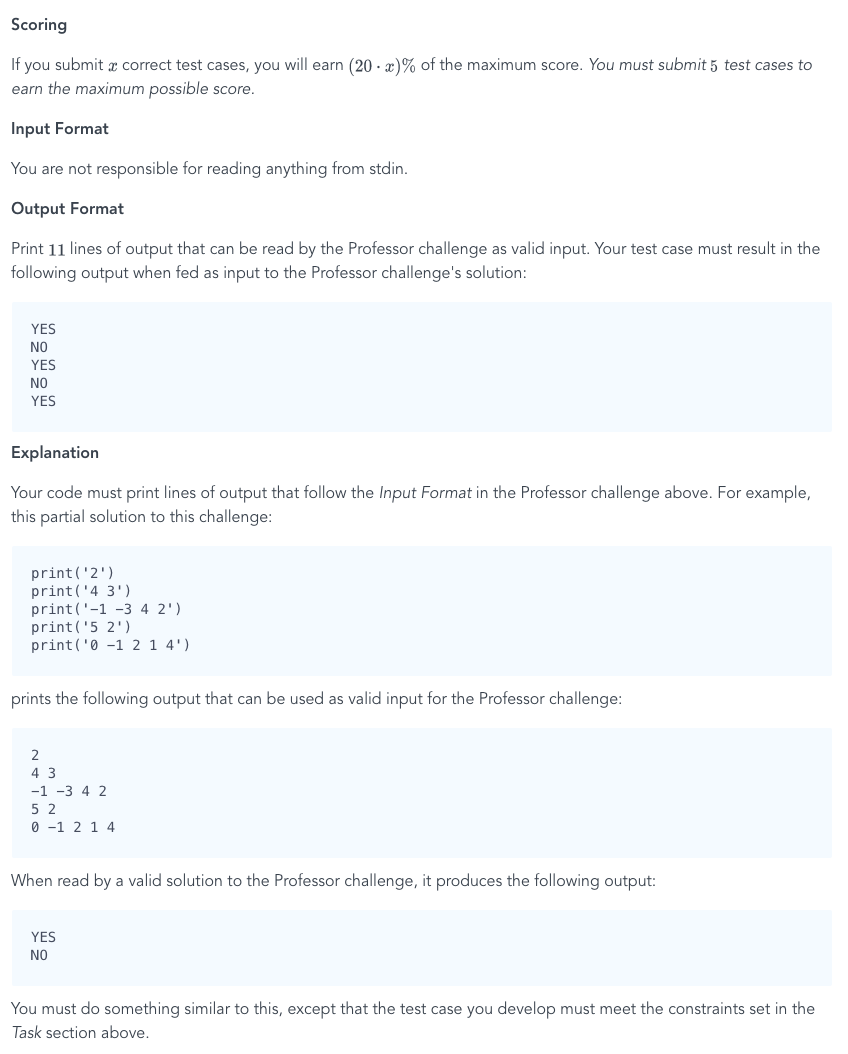 Scoring
If you submit x correct test cases, you will earn (20 · x)% of the maximum score. You must submit 5 test cases to
earn the maximum possible score.
Input Format
You are not responsible for reading anything from stdin.
Output Format
Print 11 lines of output that can be read by the Professor challenge as valid input. Your test case must result in the
following output when fed as input to the Professor challenge's solution:
YES
NO
YES
NO
YES
Explanation
Your code must print lines of output that follow the Input Format in the Professor challenge above. For example,
this partial solution to this challenge:
print('2')
print('4 3')
print('-1 -3 4 2')
print('5 2')
print('0 -1 2 1 4')
prints the following output that can be used as valid input for the Professor challenge:
2
4 3
-1 -3 4 2
5 2
0 -1 2 1 4
When read by a valid solution to the Professor challenge, it produces the following output:
YES
NO
You must do something similar to this, except that the test case you develop must meet the constraints set in the
Task section above.